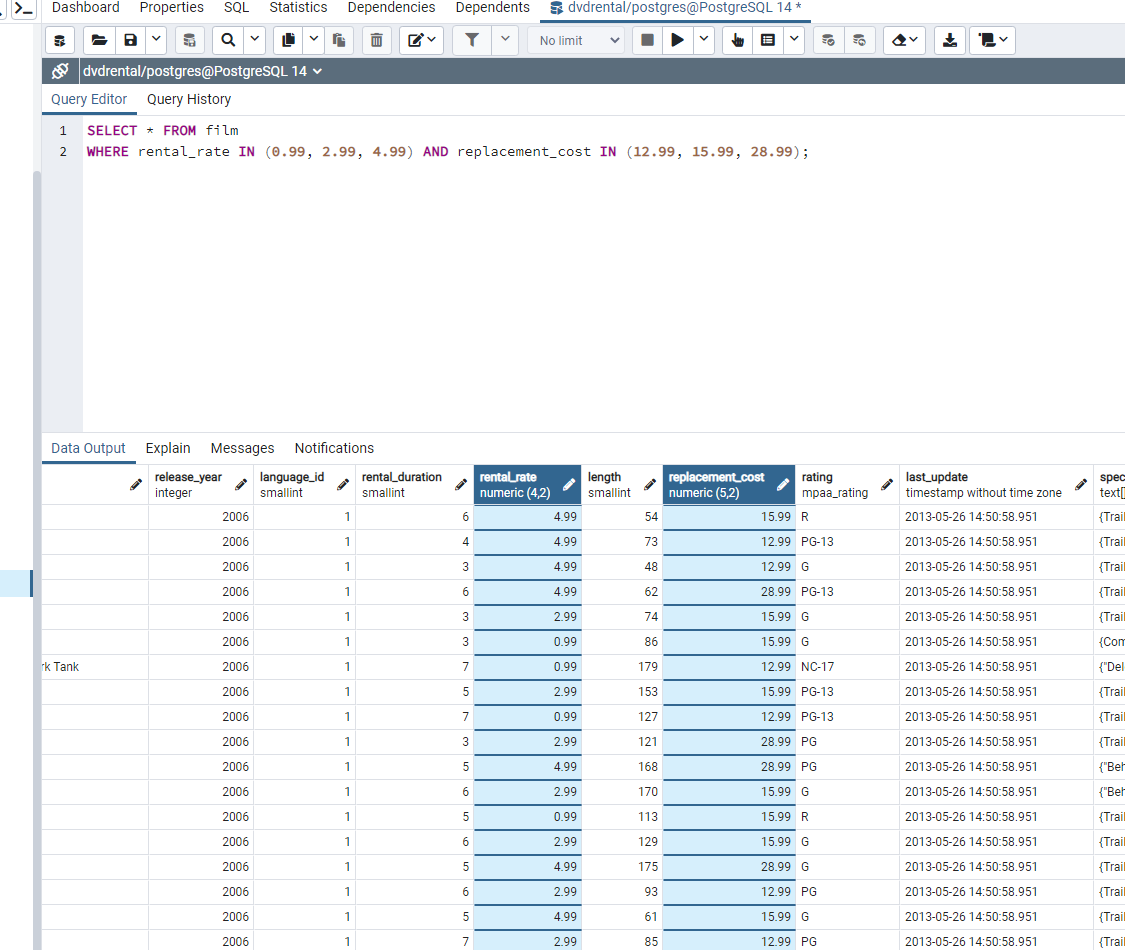 Dashboard Properties SQL Statistics Dependencies Dependents dvdrental/postgres@PostgreSQL 14 *
No limit
dvdrental/postgres@PostgreSQL 14
Query Editor Query History
1 SELECT * FROM film
2 WHERE rental_rate IN (0.99, 2.99, 4.99) AND replacement_cost IN (12.99, 15.99, 28.99);
Data Output Explain Messages Notifications
release_year language_id rental_duration rental_rate length replacement_cost rating last_update spec
integer smallint smallint numeric (4,2) smallint numeric (5,2) mpaa_rating timestamp without time zone text[]
2006 1 6 4.99 54 15.99 R 2013-05-26 14:50:58.951 {Trail
2006 1 4 4.99 73 12.99 PG-13 2013-05-26 14:50:58.951 {Trail
2006 1 3 4.99 48 12.99 G 2013-05-26 14:50:58.951 {Trail
2006 1 6 4.99 62 28.99 PG-13 2013-05-26 14:50:58.951 {Trail
2006 1 3 2.99 74 15.99 G 2013-05-26 14:50:58.951 {Trail
2006 1 3 0.99 86 15.99 G 2013-05-26 14:50:58.951 {Com
rk Tank 2006 1 7 0.99 179 12.99 NC-17 2013-05-26 14:50:58.951 {"Del
2006 1 5 2.99 153 15.99 PG-13 2013-05-26 14:50:58.951 {Trail
2006 1 7 0.99 127 12.99 PG-13 2013-05-26 14:50:58.951 {Trail
2006 1 3 2.99 121 28.99 PG 2013-05-26 14:50:58.951 {Trail
2006 1 5 4.99 168 28.99 PG 2013-05-26 14:50:58.951 {"Beh
2006 1 6 2.99 170 15.99 G 2013-05-26 14:50:58.951 {"Beh
2006 1 5 0.99 113 15.99 R 2013-05-26 14:50:58.951 {Trail
2006 1 6 2.99 129 15.99 G 2013-05-26 14:50:58.951 {Trail
2006 1 5 4.99 175 28.99 G 2013-05-26 14:50:58.951 {Trail
2006 1 6 2.99 93 12.99 PG 2013-05-26 14:50:58.951 {Trail
2006 1 5 4.99 61 15.99 G 2013-05-26 14:50:58.951 {Trail
2006 1 7 2.99 85 12.99 PG 2013-05-26 14:50:58.951 {Trail